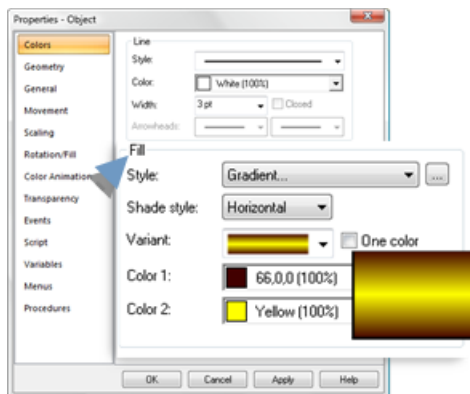 Properties - Object
Colors
Geometry
General
Movement
Scaling
Rotation/Fill
Color Animation
Transparency
Events
Script
Variables
Menus
Procedures
Line
Style:
Color:
White (100%)
Width:
3 pt
Closed
Arrowheads:
Fill
Style:
Gradient...
...
Shade style:
Horizontal
Variant:
One color
Color 1:
66,0,0 (100%)
Color 2:
Yellow (100%)
OK
Cancel
Apply
Help